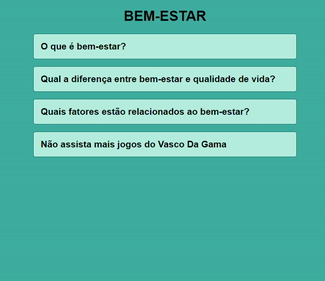 BEM-ESTAR
O que é bem-estar?
Qual a diferença entre bem-estar e qualidade de vida?
Quais fatores estão relacionados ao bem-estar?
Não assista mais jogos do Vasco Da Gama